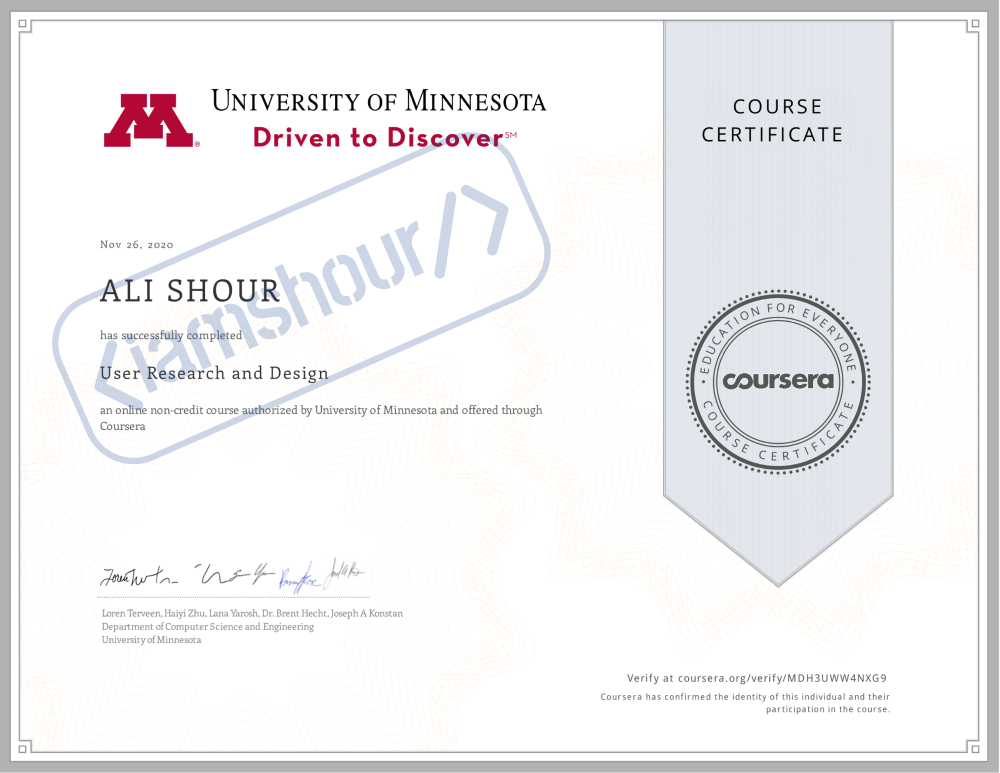 UNIVERSITY OF MINNESOTA
Driven to Discover℠
COURSE
CERTIFICATE
Nov 26, 2020
ALI SHOUR
has successfully completed
User Research and Design
an online non-credit course authorized by University of Minnesota and offered through
Coursera
<iamshour/>
EDUCATION FOR EVERYONE
coursera
COURSE CERTIFICATE
Loren Terveen, Haiyi Zhu, Lana Yarosh, Dr. Brent Hecht, Joseph A Konstan
Department of Computer Science and Engineering
University of Minnesota
Verify at coursera.org/verify/MDH3UWW4NXG9
Coursera has confirmed the identity of this individual and their
participation in the course.